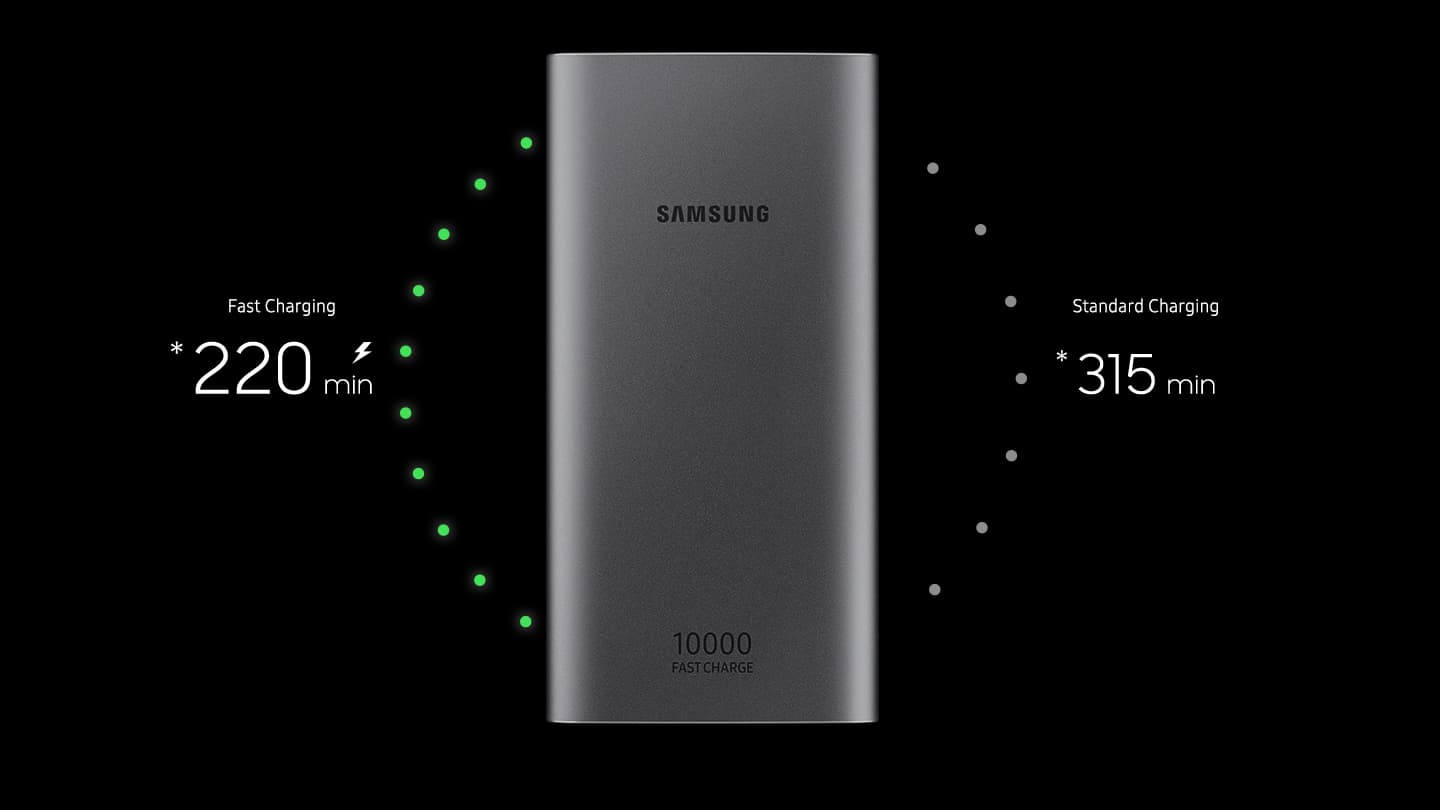 SAMSUNG
Fast Charging
*220 min
Standard Charging
*315 min
10000
FAST CHARGE